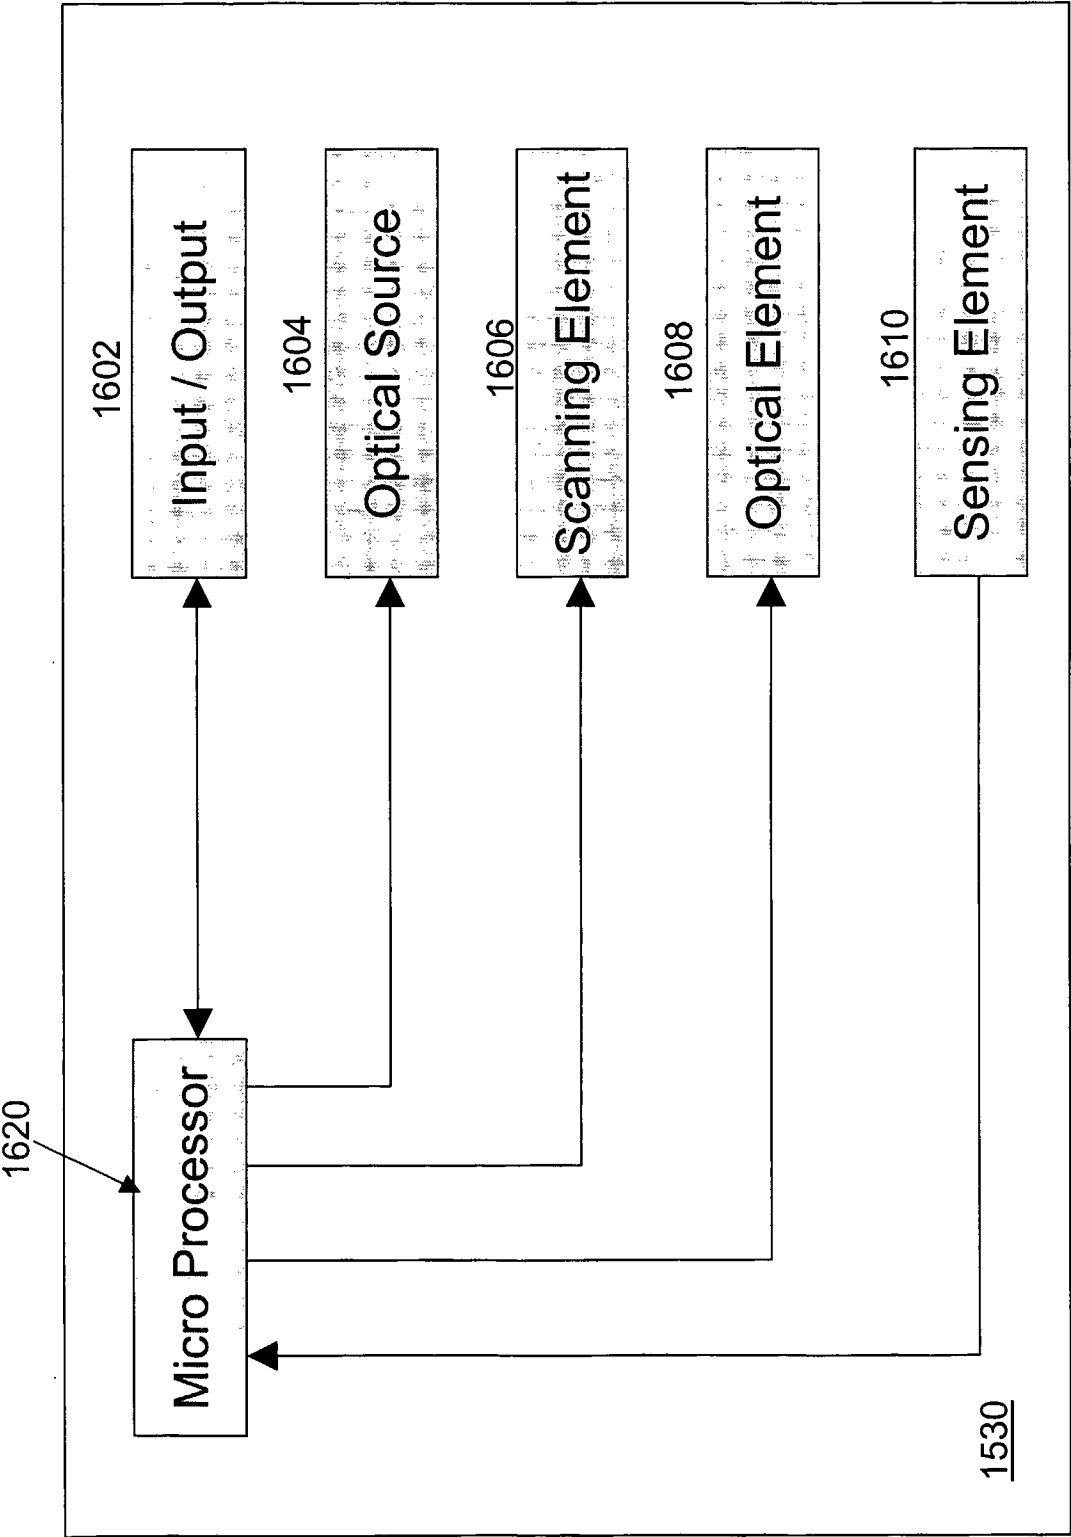 1620
Micro Processor
1602
Input / Output
1604
Optical Source
1606
Scanning Element
1608
Optical Element
1610
Sensing Element
1530